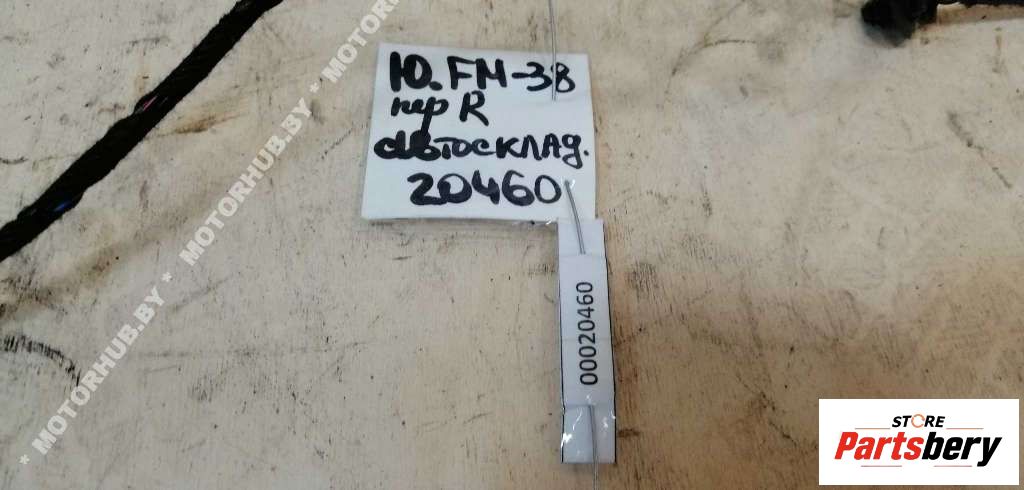 Ю.FM-38
пер R
автосклад.
20460
00020460
* MOTORHUB.BY * MOTORHUB.BY * MOTORHUB.BY * MOTOR
STORE
Partsbery